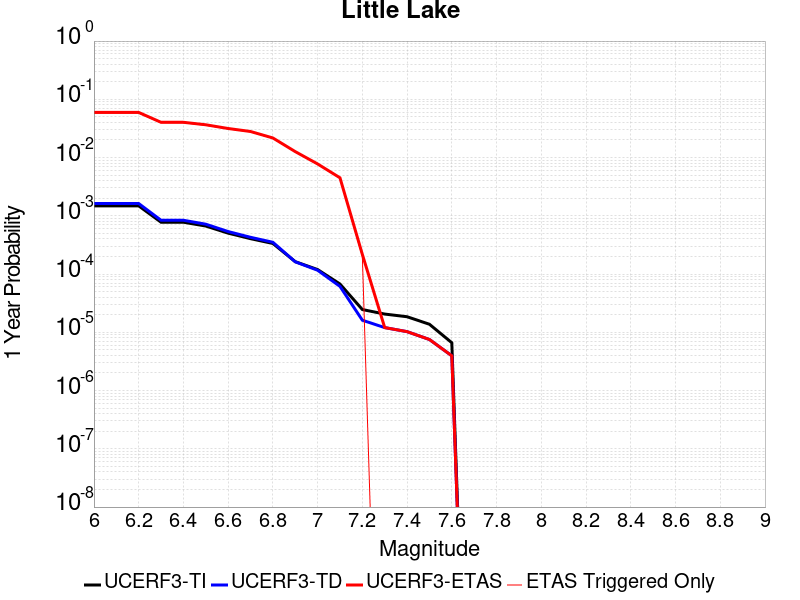 Little Lake
10^0
10^-1
10^-2
10^-3
10^-4
10^-5
10^-6
10^-7
10^-8
1 Year Probability
6 6.2 6.4 6.6 6.8 7 7.2 7.4 7.6 7.8 8 8.2 8.4 8.6 8.8 9
Magnitude
UCERF3-TI UCERF3-TD UCERF3-ETAS ETAS Triggered Only